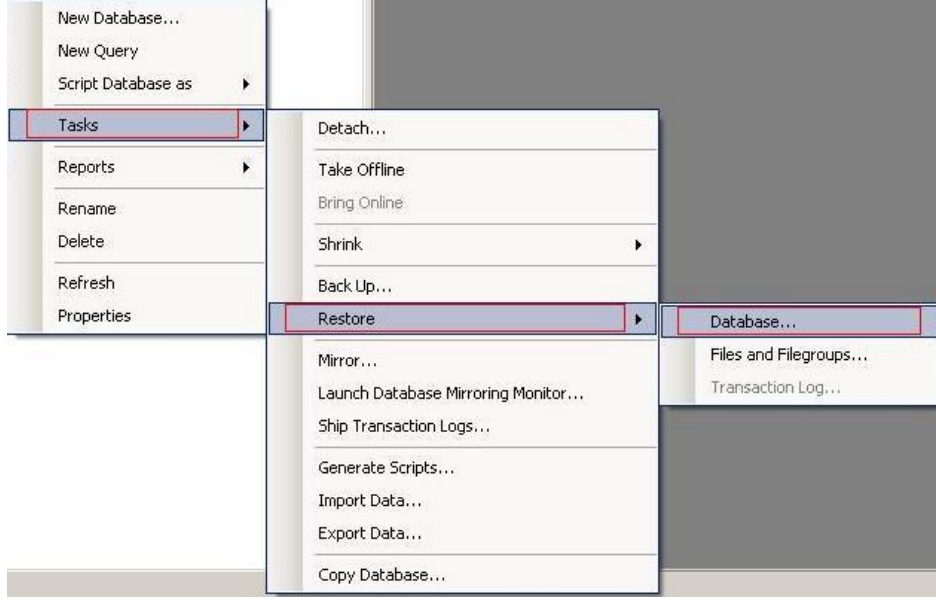 New Database...
New Query
Script Database as
Tasks
Reports
Rename
Delete
Refresh
Properties
Detach...
Take Offline
Bring Online
Shrink
Back Up...
Restore
Mirror...
Launch Database Mirroring Monitor...
Ship Transaction Logs...
Generate Scripts...
Import Data...
Export Data...
Copy Database...
Database...
Files and Filegroups...
Transaction Log...